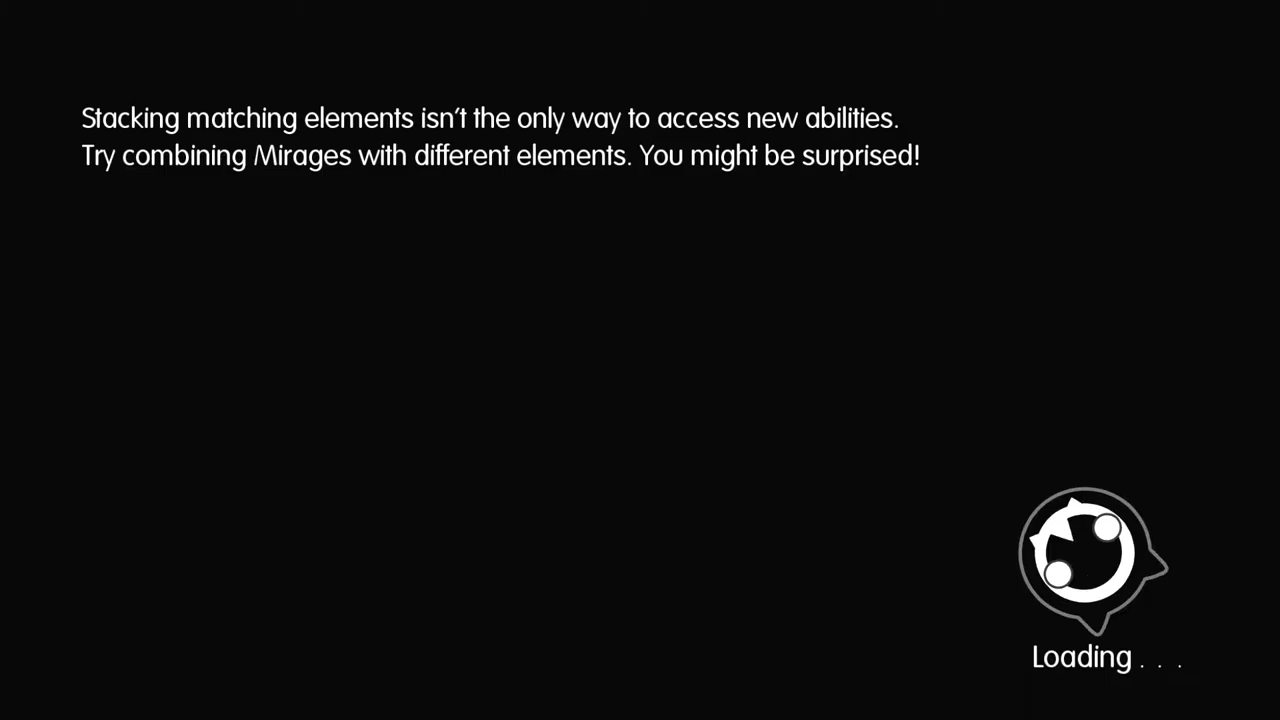 Stacking matching elements isn't the only way to access new abilities.
Try combining Mirages with different elements. You might be surprised!
Loading . . .